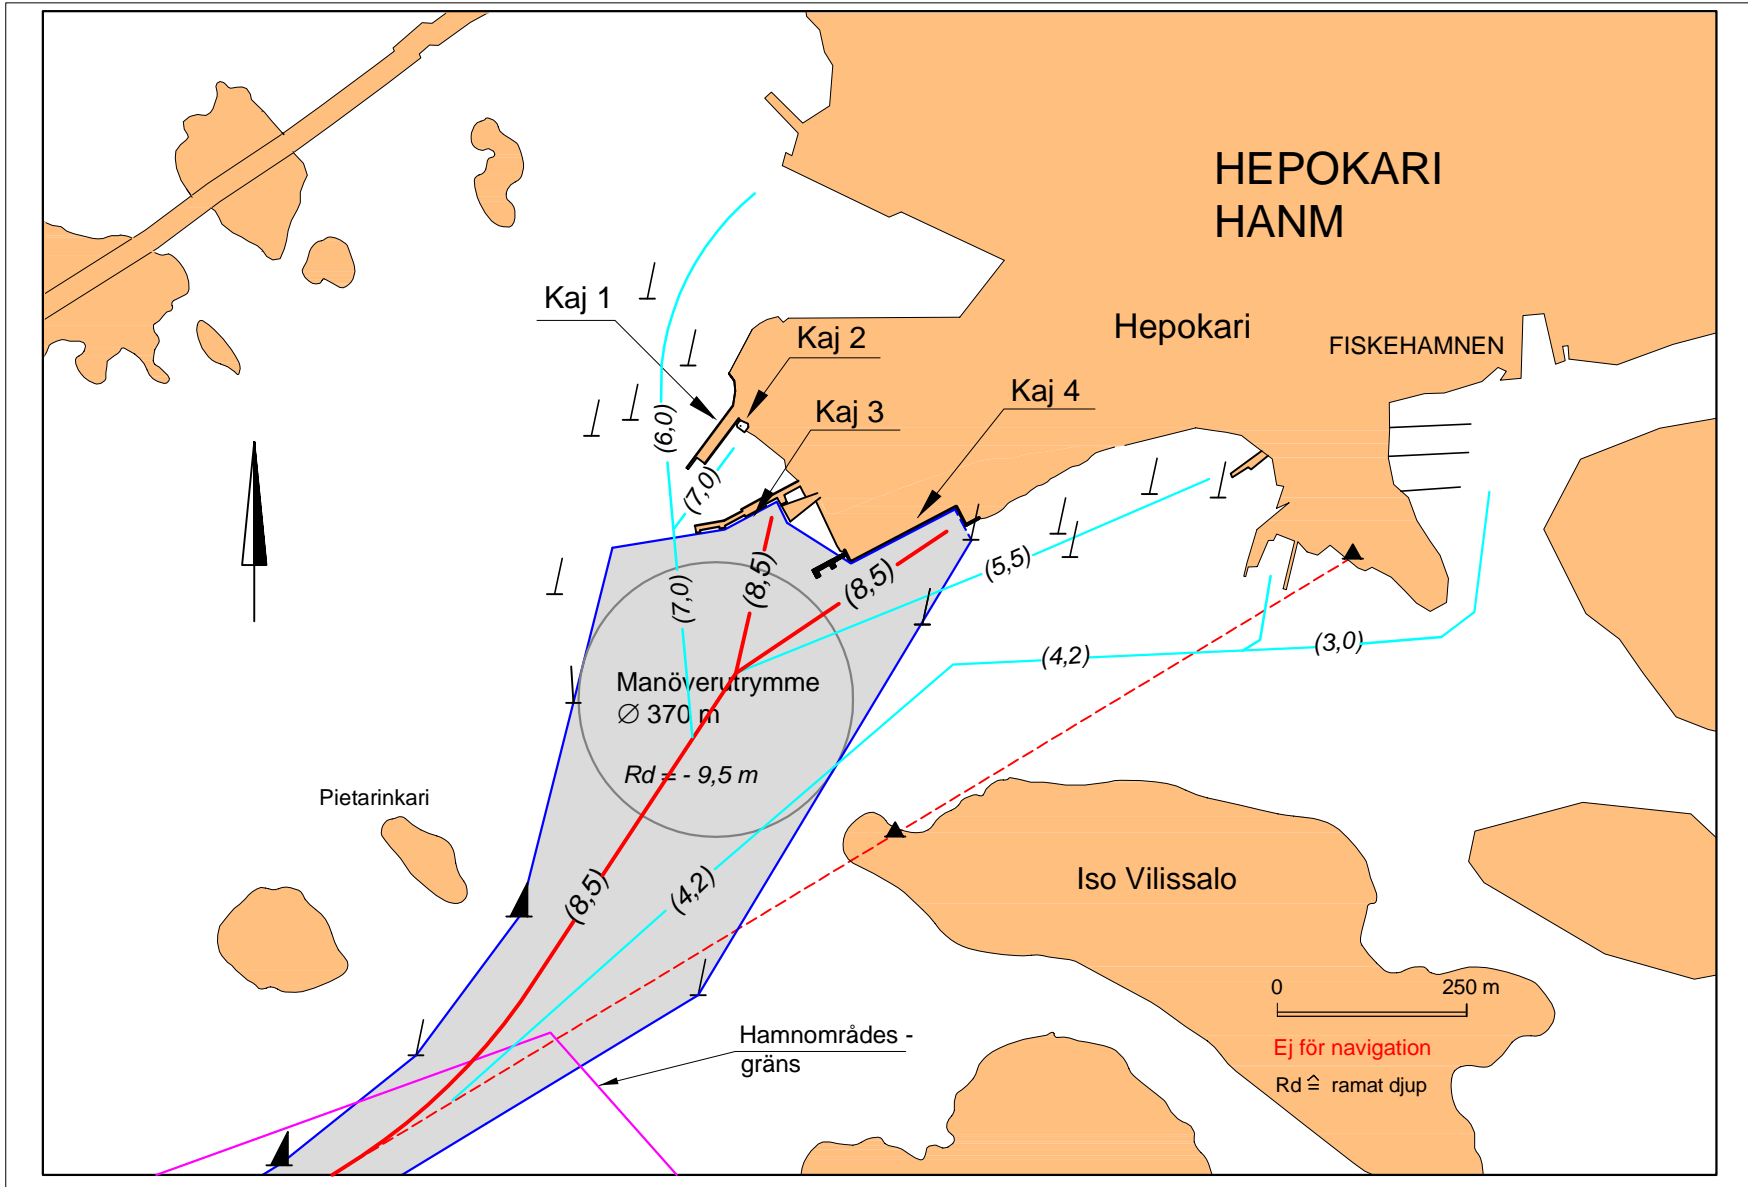 HEPOKARI
HANM
Kaj 1
Kaj 2
Hepokari
FISKEHAMNEN
Kaj 4
Kaj 3
(6,0)
(7,0)
(8,5)
(8,5)
(5,5)
(7,0)
(4,2)
(3,0)
Manöverutrymme
∅ 370 m
Rd = - 9,5 m
Pietarinkari
(8,5)
(4,2)
Iso Vilissalo
0 250 m
Hamnområdes -
gräns
Ej för navigation
Rd ≙ ramat djup